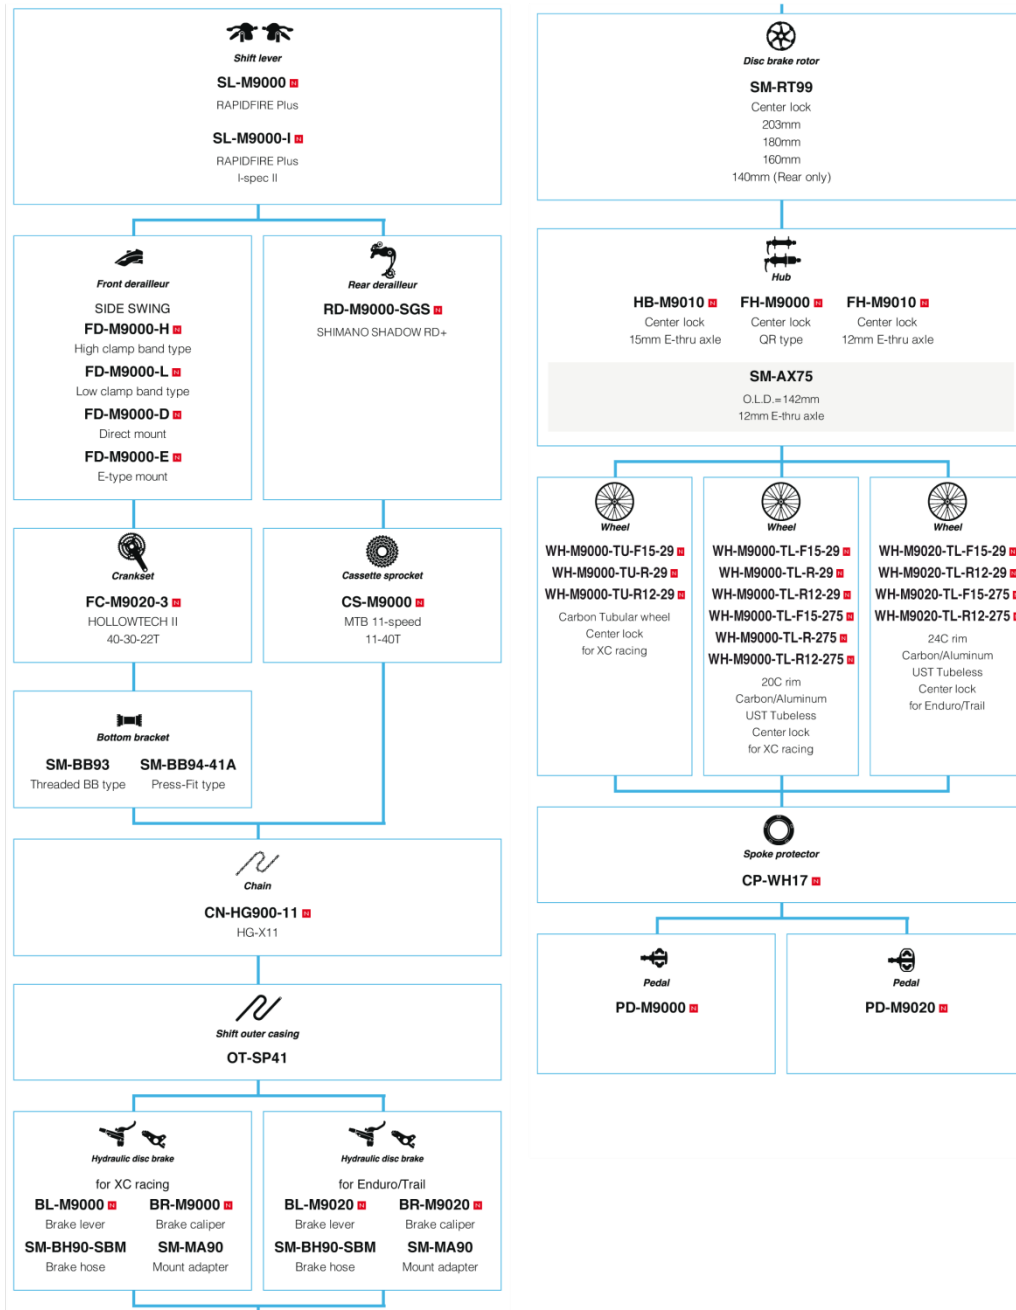 Shift lever
SL-M9000 N
RAPIDFIRE Plus
SL-M9000-I N
RAPIDFIRE Plus
I-spec II
Front derailleur
SIDE SWING
FD-M9000-H N
High clamp band type
FD-M9000-L N
Low clamp band type
FD-M9000-D N
Direct mount
FD-M9000-E N
E-type mount
Rear derailleur
RD-M9000-SGS N
SHIMANO SHADOW RD+
Crankset
FC-M9020-3 N
HOLLOWTECH II
40-30-22T
Cassette sprocket
CS-M9000 N
MTB 11-speed
11-40T
Bottom bracket
SM-BB93 SM-BB94-41A
Threaded BB type Press-Fit type
Chain
CN-HG900-11 N
HG-X11
Shift outer casing
OT-SP41
Hydraulic disc brake
for XC racing
BL-M9000 N BR-M9000 N
Brake lever Brake caliper
SM-BH90-SBM SM-MA90
Brake hose Mount adapter
Hydraulic disc brake
for Enduro/Trail
BL-M9020 N BR-M9020 N
Brake lever Brake caliper
SM-BH90-SBM SM-MA90
Brake hose Mount adapter
Disc brake rotor
SM-RT99
Center lock
203mm
180mm
160mm
140mm (Rear only)
Hub
HB-M9010 N FH-M9000 N FH-M9010 N
Center lock Center lock Center lock
15mm E-thru axle QR type 12mm E-thru axle
SM-AX75
O.L.D.=142mm
12mm E-thru axle
Wheel
WH-M9000-TU-F15-29 N
WH-M9000-TU-R-29 N
WH-M9000-TU-R12-29 N
Carbon Tubular wheel
Center lock
for XC racing
Wheel
WH-M9000-TL-F15-29 N
WH-M9000-TL-R-29 N
WH-M9000-TL-R12-29 N
WH-M9000-TL-F15-275 N
WH-M9000-TL-R-275 N
WH-M9000-TL-R12-275 N
20C rim
Carbon/Aluminum
UST Tubeless
Center lock
for XC racing
Wheel
WH-M9020-TL-F15-29 N
WH-M9020-TL-R12-29 N
WH-M9020-TL-F15-275 N
WH-M9020-TL-R12-275 N
24C rim
Carbon/Aluminum
UST Tubeless
Center lock
for Enduro/Trail
Spoke protector
CP-WH17 N
Pedal
PD-M9000 N
Pedal
PD-M9020 N